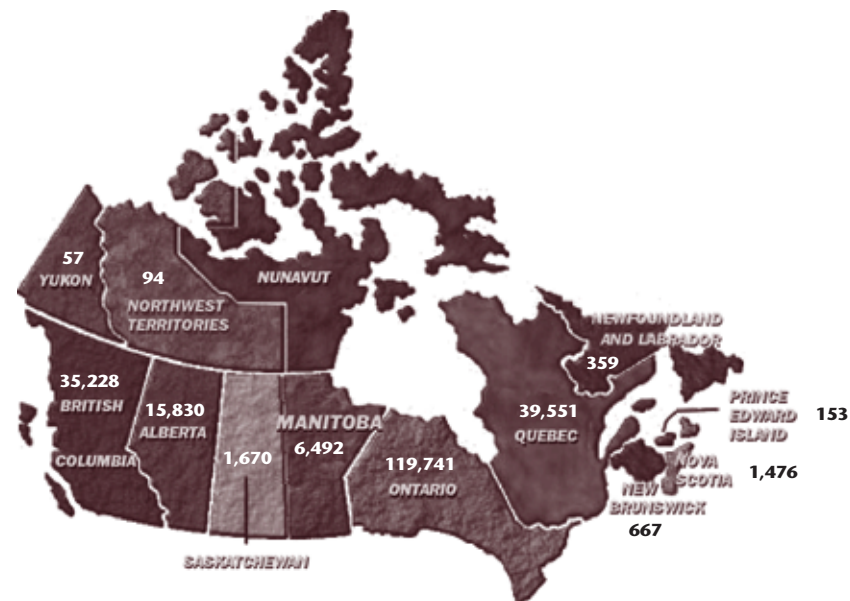 57
YUKON
94
NORTHWEST
TERRITORIES
NUNAVUT
35,228
BRITISH
COLUMBIA
15,830
ALBERTA
1,670
SASKATCHEWAN
MANITOBA
6,492
119,741
ONTARIO
39,551
QUEBEC
NEWFOUNDLAND
AND LABRADOR
359
PRINCE
EDWARD
ISLAND
153
NOVA
SCOTIA
1,476
NEW
BRUNSWICK
667